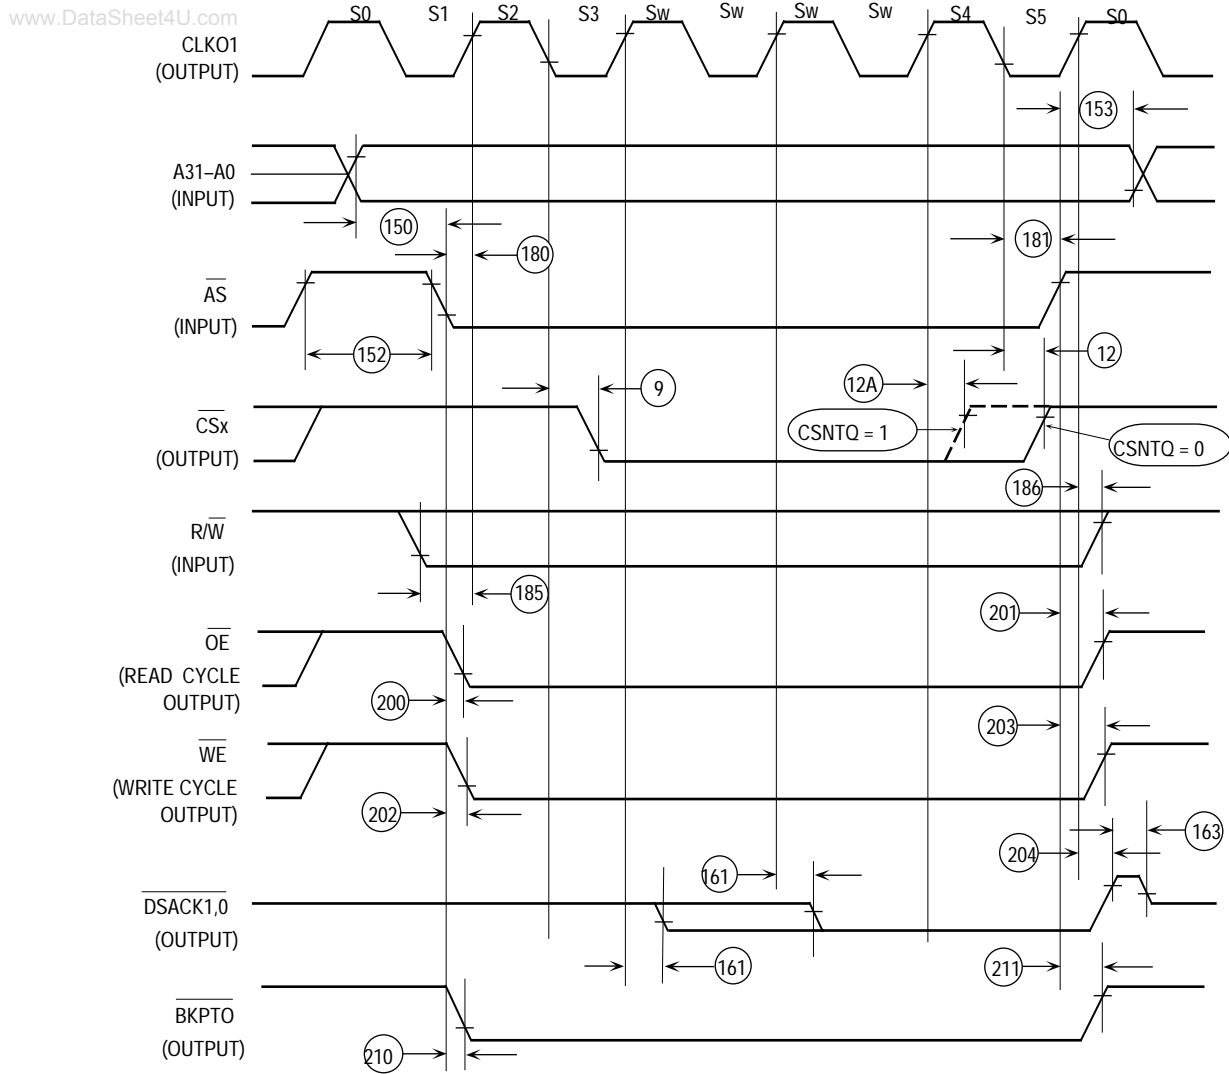 www.DataSheet4U.com
S0 S1 S2 S3 Sw Sw Sw Sw S4 S5 S0
CLKO1
(OUTPUT)
153
A31–A0
(INPUT)
150
181
180
AS
(INPUT)
152
12
9
12A
CSx
(OUTPUT)
CSNTQ = 1
CSNTQ = 0
186
R/W
(INPUT)
185
201
OE
(READ CYCLE
OUTPUT)
200
203
WE
(WRITE CYCLE
OUTPUT)
202
163
204
161
DSACK1,0
(OUTPUT)
161
211
BKPTO
(OUTPUT)
210